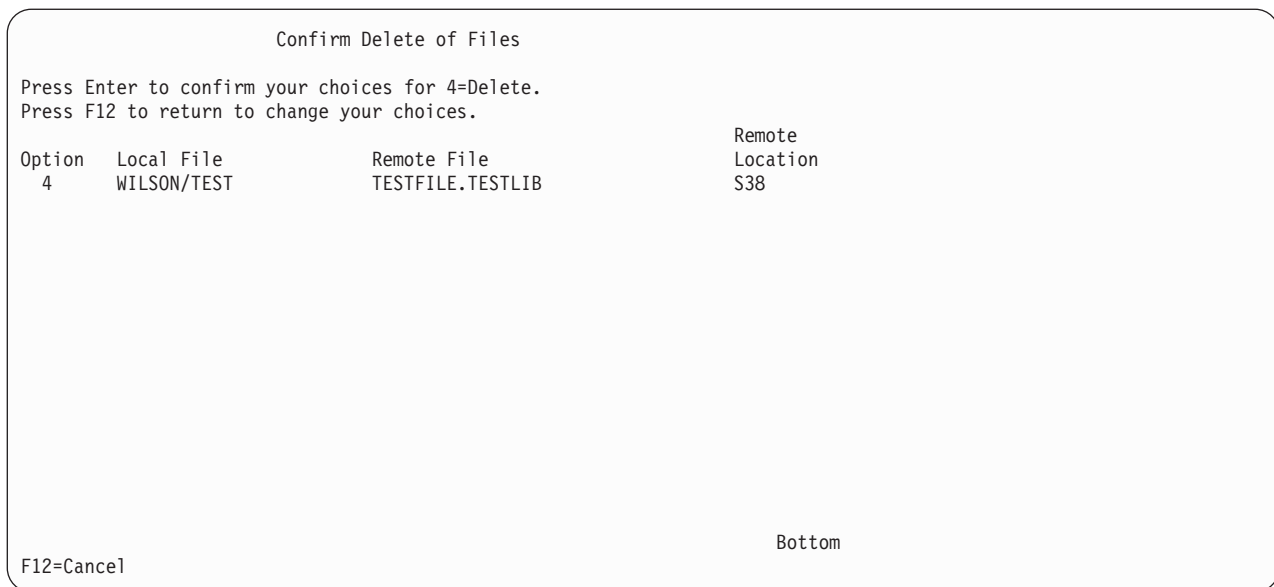 Confirm Delete of Files
Press Enter to confirm your choices for 4=Delete.
Press F12 to return to change your choices.
Remote
Option Local File Remote File Location
4 WILSON/TEST TESTFILE.TESTLIB S38
Bottom
F12=Cancel